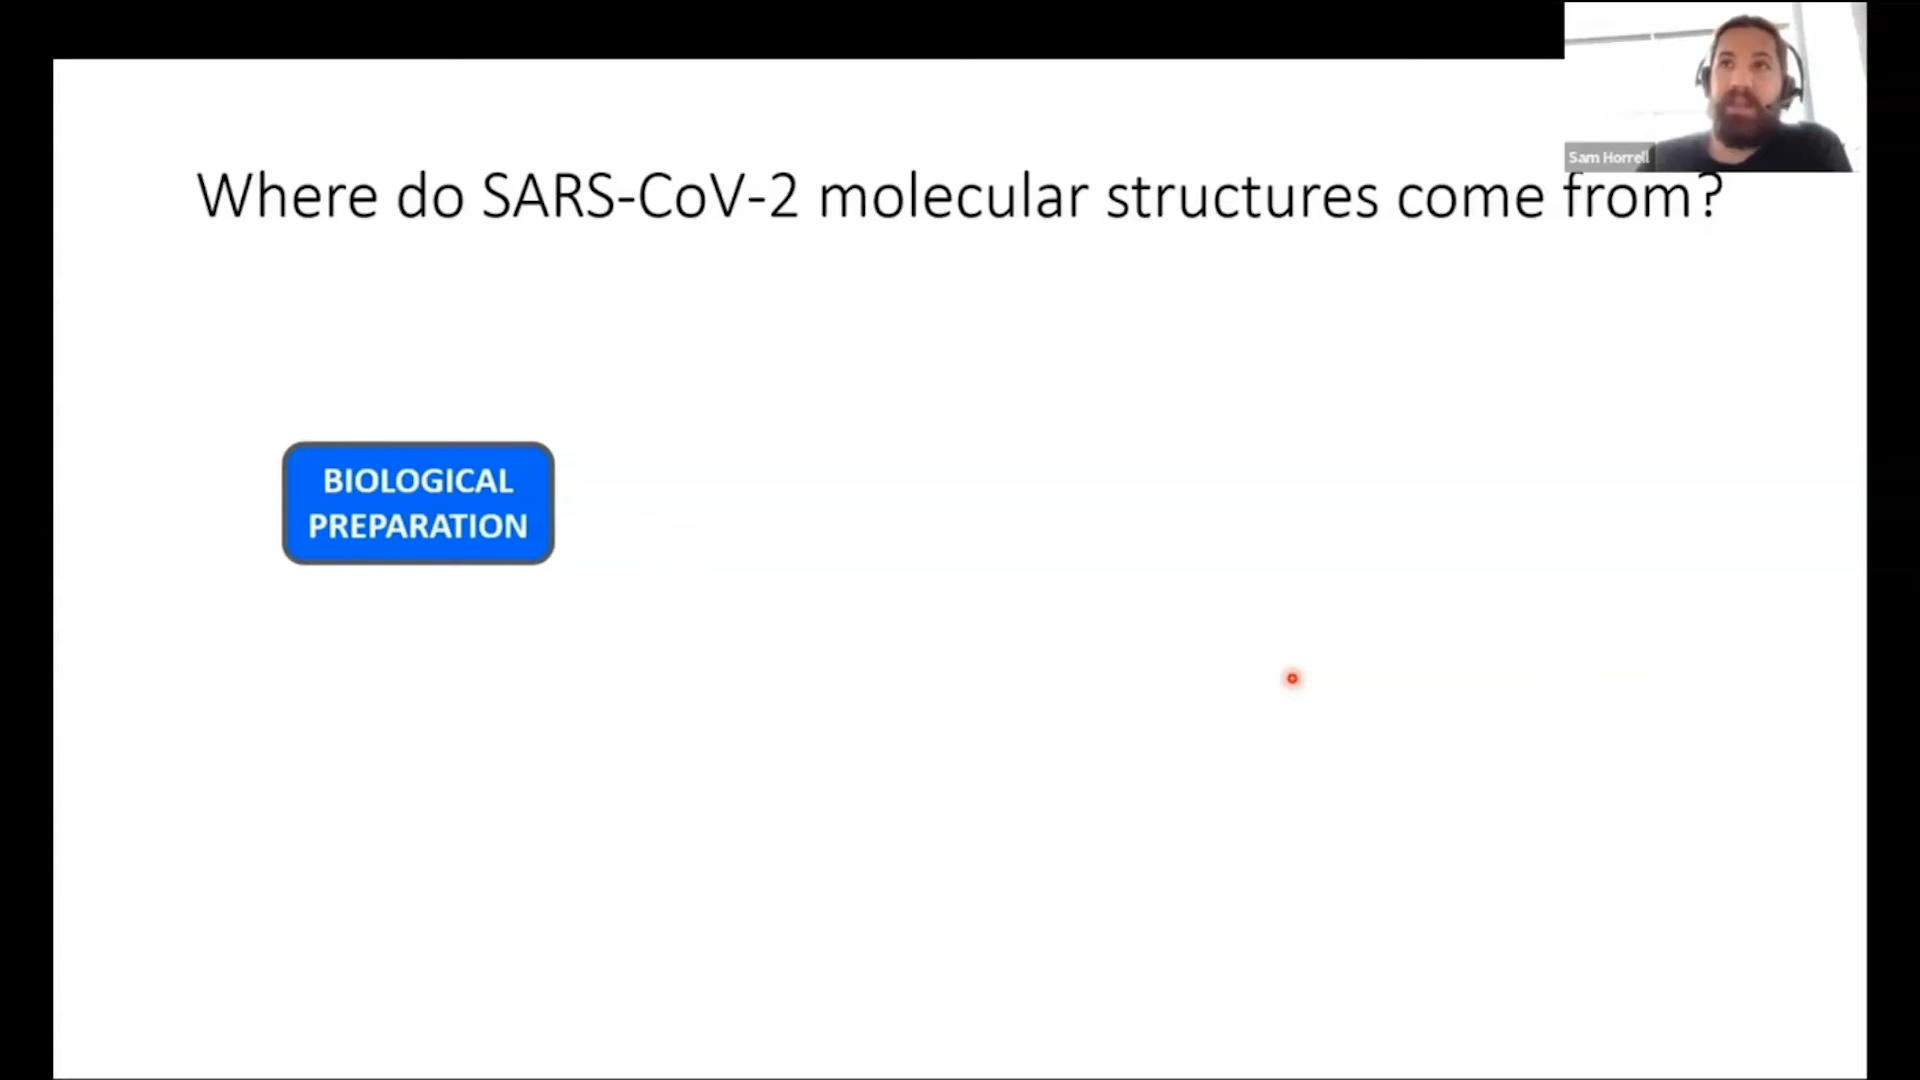 Sam Horrell
Where do SARS-CoV-2 molecular structures come from?
BIOLOGICAL
PREPARATION